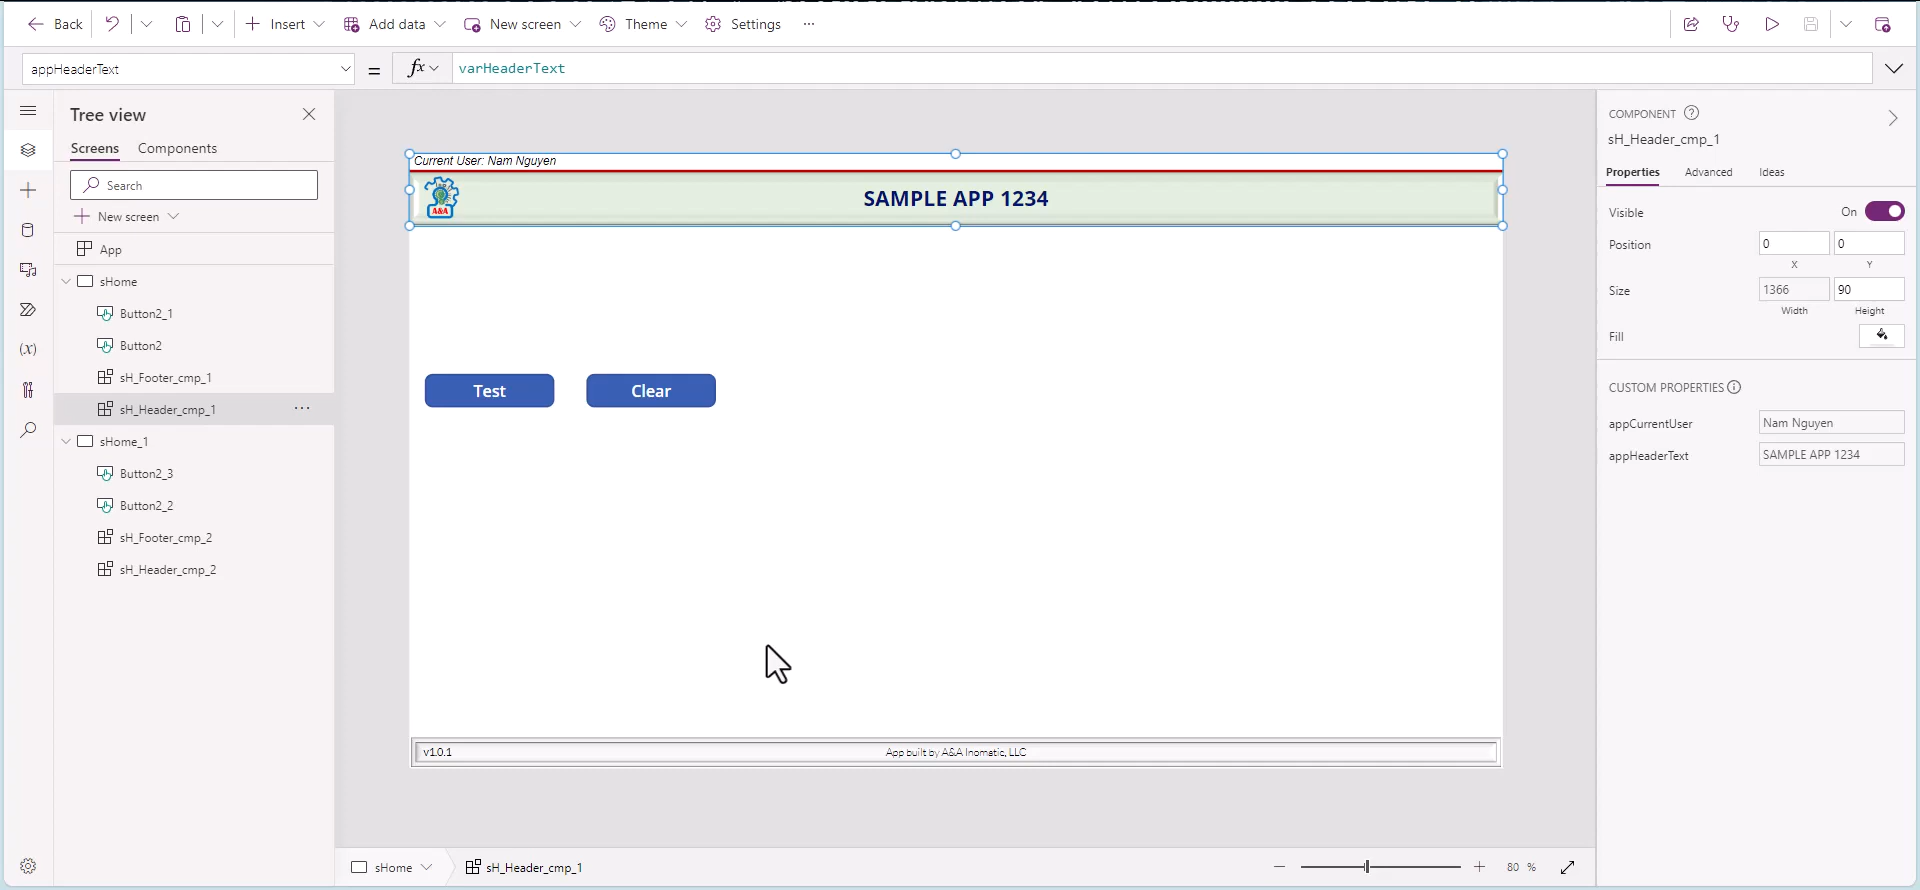 Back
Insert
Add data
New screen
Theme
Settings
appHeaderText
=
fx
varHeaderText
Tree view
Screens
Components
Search
New screen
App
sHome
Button2_1
Button2
sH_Footer_cmp_1
sH_Header_cmp_1
sHome_1
Button2_3
Button2_2
sH_Footer_cmp_2
sH_Header_cmp_2
Current User: Nam Nguyen
A&A
SAMPLE APP 1234
Test
Clear
v1.0.1
App built by A&A Inomatic, LLC
sHome
sH_Header_cmp_1
80 %
COMPONENT
sH_Header_cmp_1
Properties
Advanced
Ideas
Visible
On
Position
0
0
X
Y
Size
1366
90
Width
Height
Fill
CUSTOM PROPERTIES
appCurrentUser
Nam Nguyen
appHeaderText
SAMPLE APP 1234